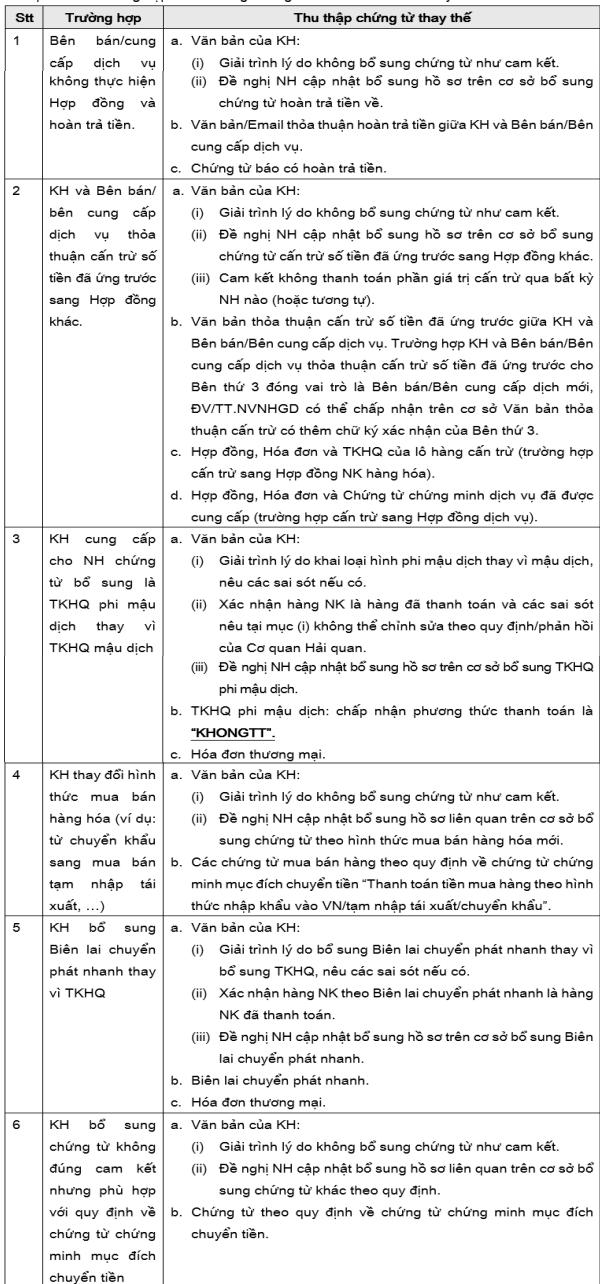 Stt Trường hợp Thu thập chứng từ thay thế
1 Bên bán/cung cấp dịch vụ không thực hiện Hợp đồng và hoàn trả tiền.
a. Văn bản của KH:
(i) Giải trình lý do không bổ sung chứng từ như cam kết.
(ii) Đề nghị NH cập nhật bổ sung hồ sơ trên cơ sở bổ sung
chứng từ hoàn trả tiền về.
b. Văn bản/Email thỏa thuận hoàn trả tiền giữa KH và Bên bán/Bên
cung cấp dịch vụ.
c. Chứng từ báo có hoàn trả tiền.
2 KH và Bên bán/
bên cung cấp
dịch vụ thỏa
thuận cấn trừ số
tiền đã ứng trước
sang Hợp đồng
khác.
a. Văn bản của KH:
(i) Giải trình lý do không bổ sung chứng từ như cam kết.
(ii) Đề nghị NH cập nhật bổ sung hồ sơ trên cơ sở bổ sung
chứng từ cấn trừ số tiền đã ứng trước sang Hợp đồng khác.
(iii) Cam kết không thanh toán phần giá trị cấn trừ qua bất kỳ
NH nào (hoặc tương tự).
b. Văn bản thỏa thuận cấn trừ số tiền đã ứng trước giữa KH và
Bên bán/Bên cung cấp dịch vụ. Trường hợp KH và Bên bán/Bên
cung cấp dịch vụ thỏa thuận cấn trừ số tiền đã ứng trước cho
Bên thứ 3 đóng vai trò là Bên bán/Bên cung cấp dịch mới,
ĐV/TT.NVNHGD có thể chấp nhận trên cơ sở Văn bản thỏa
thuận cấn trừ có thêm chữ ký xác nhận của Bên thứ 3.
c. Hợp đồng, Hóa đơn và TKHQ của lô hàng cấn trừ (trường hợp
cấn trừ sang Hợp đồng NK hàng hóa).
d. Hợp đồng, Hóa đơn và Chứng từ chứng minh dịch vụ đã được
cung cấp (trường hợp cấn trừ sang Hợp đồng dịch vụ).
3 KH cung cấp
cho NH chứng
từ bổ sung là
TKHQ phi mậu
dịch thay vì
TKHQ mậu dịch
a. Văn bản của KH:
(i) Giải trình lý do khai loại hình phi mậu dịch thay vì mậu dịch,
nêu các sai sót nếu có.
(ii) Xác nhận hàng NK là hàng đã thanh toán và các sai sót
nêu tại mục (i) không thể chỉnh sửa theo quy định/phản hồi
của Cơ quan Hải quan.
(iii) Đề nghị NH cập nhật bổ sung hồ sơ trên cơ sở bổ sung TKHQ
phi mậu dịch.
b. TKHQ phi mậu dịch: chấp nhận phương thức thanh toán là
“KHONGTT”.
c. Hóa đơn thương mại.
4 KH thay đổi hình
thức mua bán
hàng hóa (ví dụ:
từ chuyển khẩu
sang mua bán
tạm nhập tái
xuất, ...)
a. Văn bản của KH:
(i) Giải trình lý do không bổ sung chứng từ như cam kết.
(ii) Đề nghị NH cập nhật bổ sung hồ sơ liên quan trên cơ sở bổ
sung chứng từ theo hình thức mua bán hàng hóa mới.
b. Các chứng từ mua bán hàng theo quy định về chứng từ chứng
minh mục đích chuyển tiền “Thanh toán tiền mua hàng theo hình
thức nhập khẩu vào VN/tạm nhập tái xuất/chuyển khẩu”.
5 KH bổ sung
Biên lai chuyển
phát nhanh thay
vì TKHQ
a. Văn bản của KH:
(i) Giải trình lý do bổ sung Biên lai chuyển phát nhanh thay vì
bổ sung TKHQ, nêu các sai sót nếu có.
(ii) Xác nhận hàng NK theo Biên lai chuyển phát nhanh là hàng
NK đã thanh toán.
(iii) Đề nghị NH cập nhật bổ sung hồ sơ trên cơ sở bổ sung Biên
lai chuyển phát nhanh.
b. Biên lai chuyển phát nhanh.
c. Hóa đơn thương mại.
6 KH bổ sung
chứng từ không
đúng cam kết
nhưng phù hợp
với quy định về
chứng từ chứng
minh mục đích
chuyển tiền
a. Văn bản của KH:
(i) Giải trình lý do không bổ sung chứng từ như cam kết.
(ii) Đề nghị NH cập nhật bổ sung hồ sơ liên quan trên cơ sở bổ
sung chứng từ khác theo quy định.
b. Chứng từ theo quy định về chứng từ chứng minh mục đích
chuyển tiền.